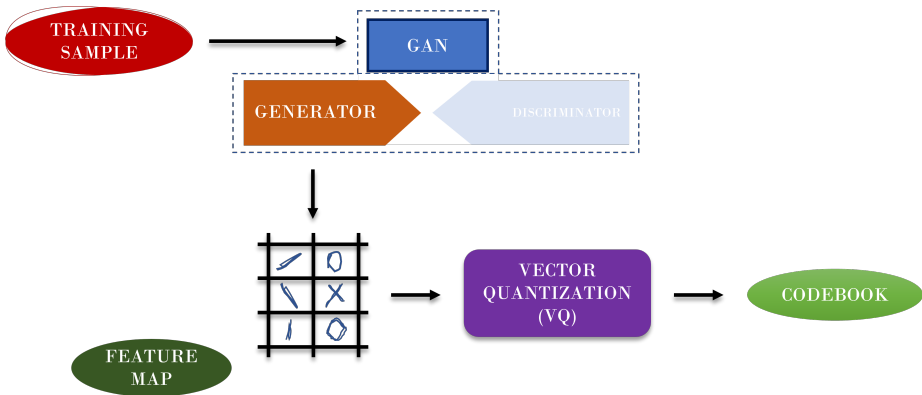 TRAINING
SAMPLE
GAN
GENERATOR
DISCRIMINATOR
VECTOR
QUANTIZATION
(VQ)
CODEBOOK
FEATURE
MAP